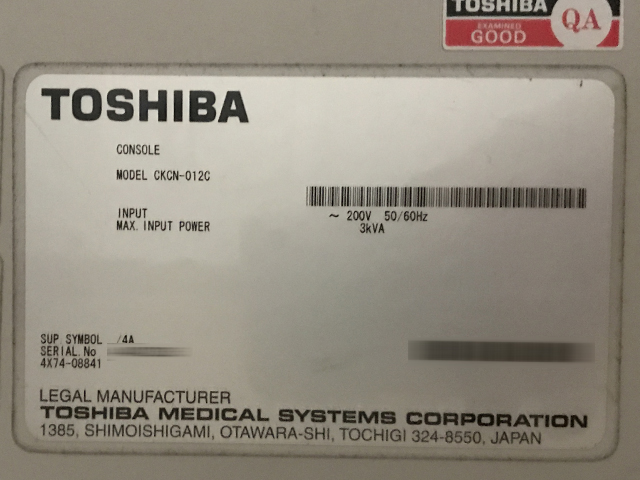 TOSHIBA
EXAMINED
GOOD
QA
TOSHIBA
CONSOLE
MODEL CKCN-012C
INPUT ~ 200V 50/60Hz
MAX. INPUT POWER 3kVA
SUP. SYMBOL /4A
SERIAL. No
4X74-08841
LEGAL MANUFACTURER
TOSHIBA MEDICAL SYSTEMS CORPORATION
1385, SHIMOISHIGAMI, OTAWARA-SHI, TOCHIGI 324-8550, JAPAN